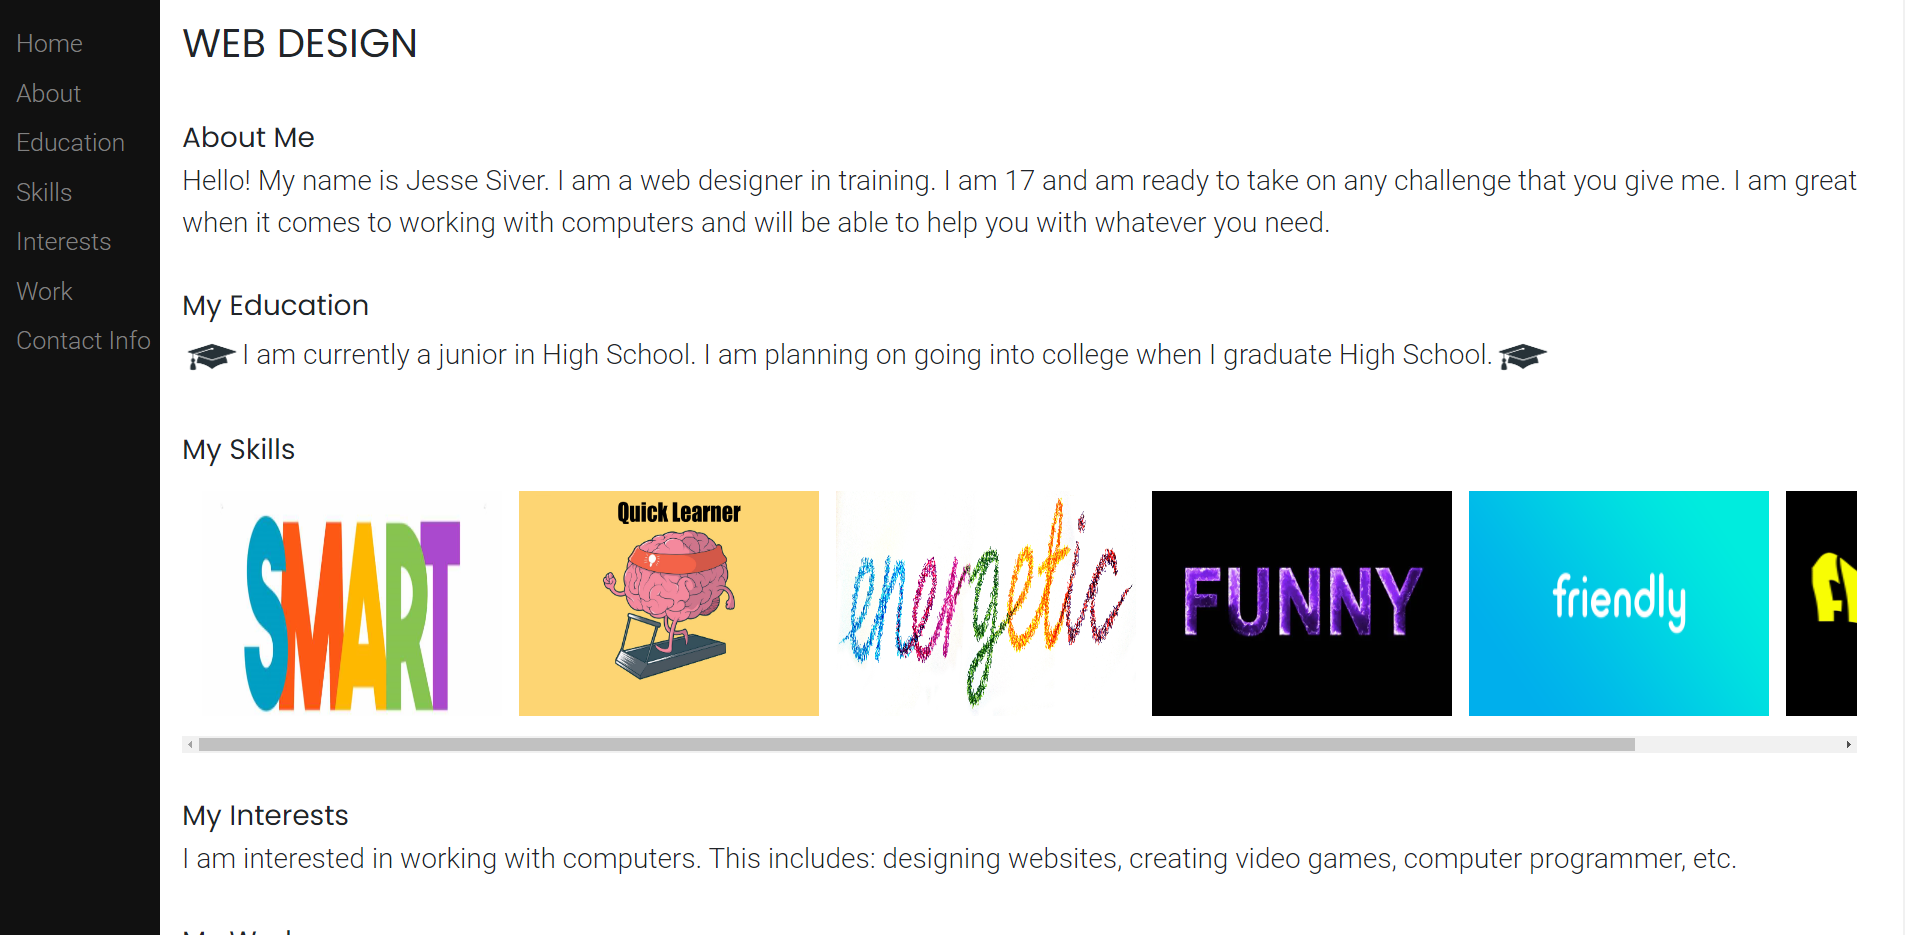 Home
About
Education
Skills
Interests
Work
Contact Info
WEB DESIGN
About Me
Hello! My name is Jesse Siver. I am a web designer in training. I am 17 and am ready to take on any challenge that you give me. I am great
when it comes to working with computers and will be able to help you with whatever you need.
My Education
I am currently a junior in High School. I am planning on going into college when I graduate High School.
My Skills
SMART
Quick Learner
energetic
FUNNY
friendly
My Interests
I am interested in working with computers. This includes: designing websites, creating video games, computer programmer, etc.